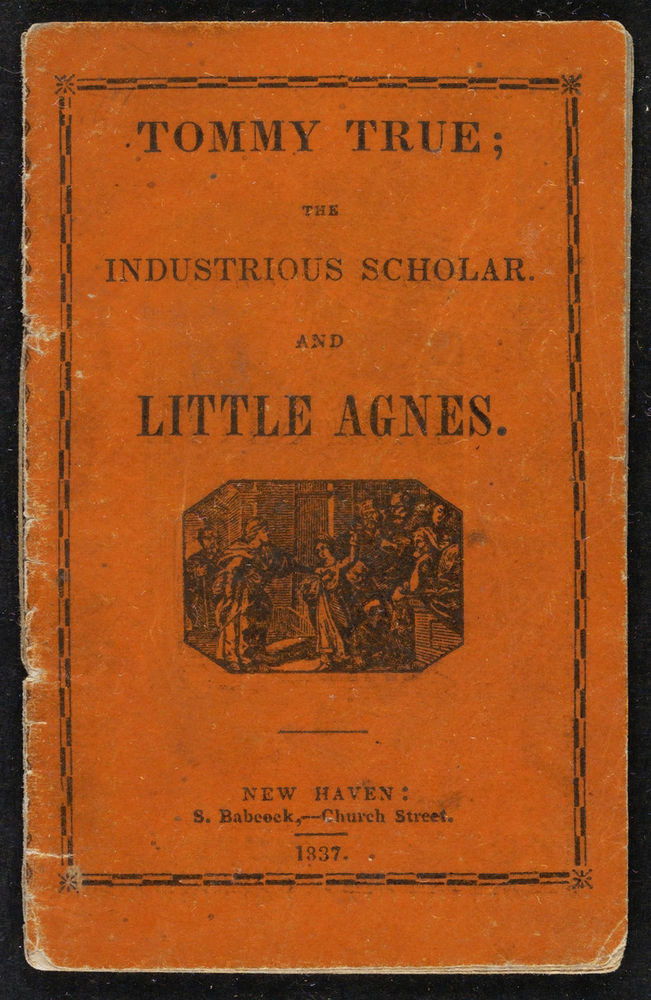 TOMMY TRUE;
THE
INDUSTRIOUS SCHOLAR.
AND
LITTLE AGNES.
NEW HAVEN:
S. Babcock,—Church Street.
1837.